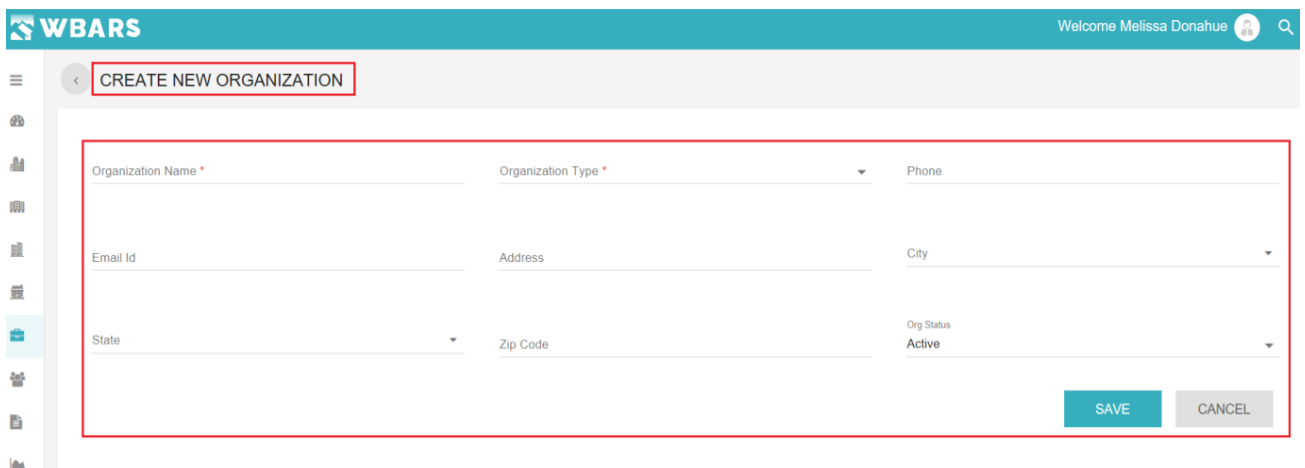 WBARS
Welcome Melissa Donahue
CREATE NEW ORGANIZATION
Organization Name *
Organization Type *
Phone
Email Id
Address
City
State
Zip Code
Org Status
Active
SAVE
CANCEL